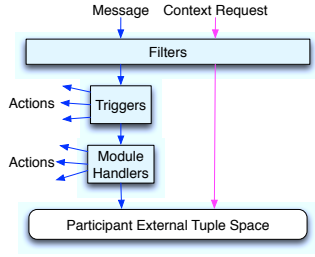 Message Context Request
Filters
Actions
Triggers
Actions
Module
Handlers
Participant External Tuple Space